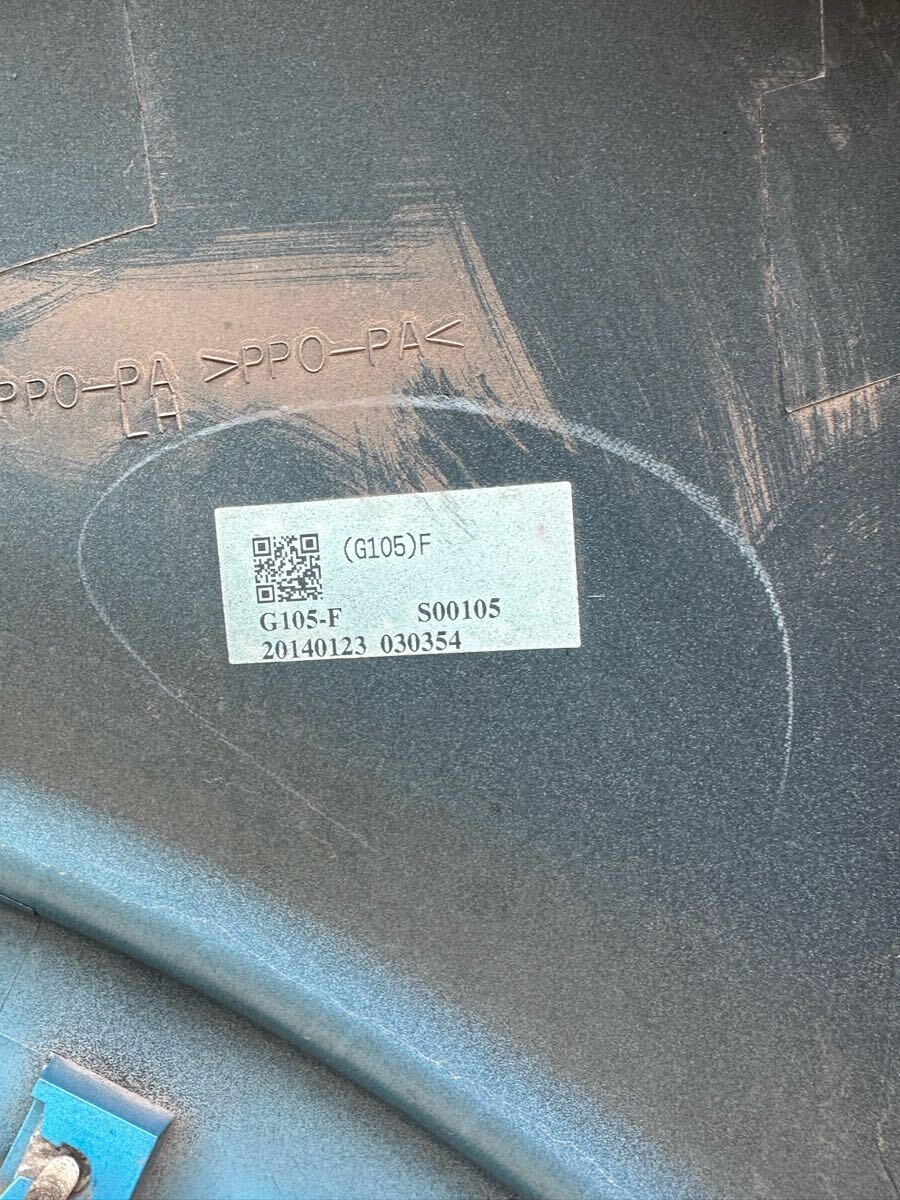 PPO-PA >PPO-PA<
LH
(G105)F
G105-F S00105
20140123 030354